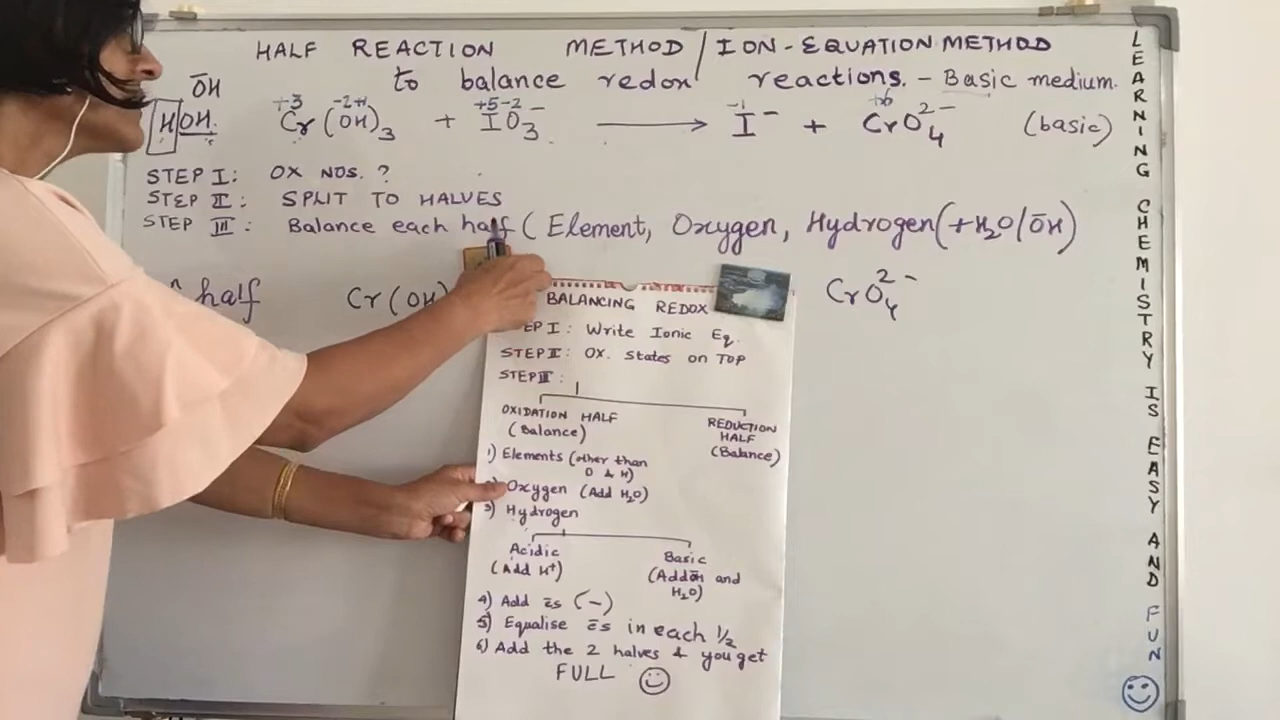 HALF REACTION METHOD / ION-EQUATION METHOD
to balance redox reactions. - Basic medium.
ŌH
HOH.
+3 -2+1 +5-2 -1 +6
Cr(OH)₃ + IO₃⁻ ⟶ I⁻ + CrO₄²⁻ (basic)
STEP I: OX NOS. ?
STEP II: SPLIT TO HALVES
STEP III: Balance each half ( Element, Oxygen, Hydrogen(+H₂O/ŌH)
half Cr(OH) CrO₄²⁻
BALANCING REDOX
EP I: Write Ionic Eq.
STEP II: OX. States on TOP
STEP III:
OXIDATION HALF
(Balance)
REDUCTION
HALF
(Balance)
1) Elements (other than
O & H)
Oxygen (Add H₂O)
3) Hydrogen
Acidic
(Add H⁺)
Basic
(Add ŌH and
H₂O)
4) Add ēs (-)
5) Equalise ēs in each 1/2
6) Add the 2 halves & you get
FULL ☺
LEARNING CHEMISTRY IS EASY AND FUN ☺